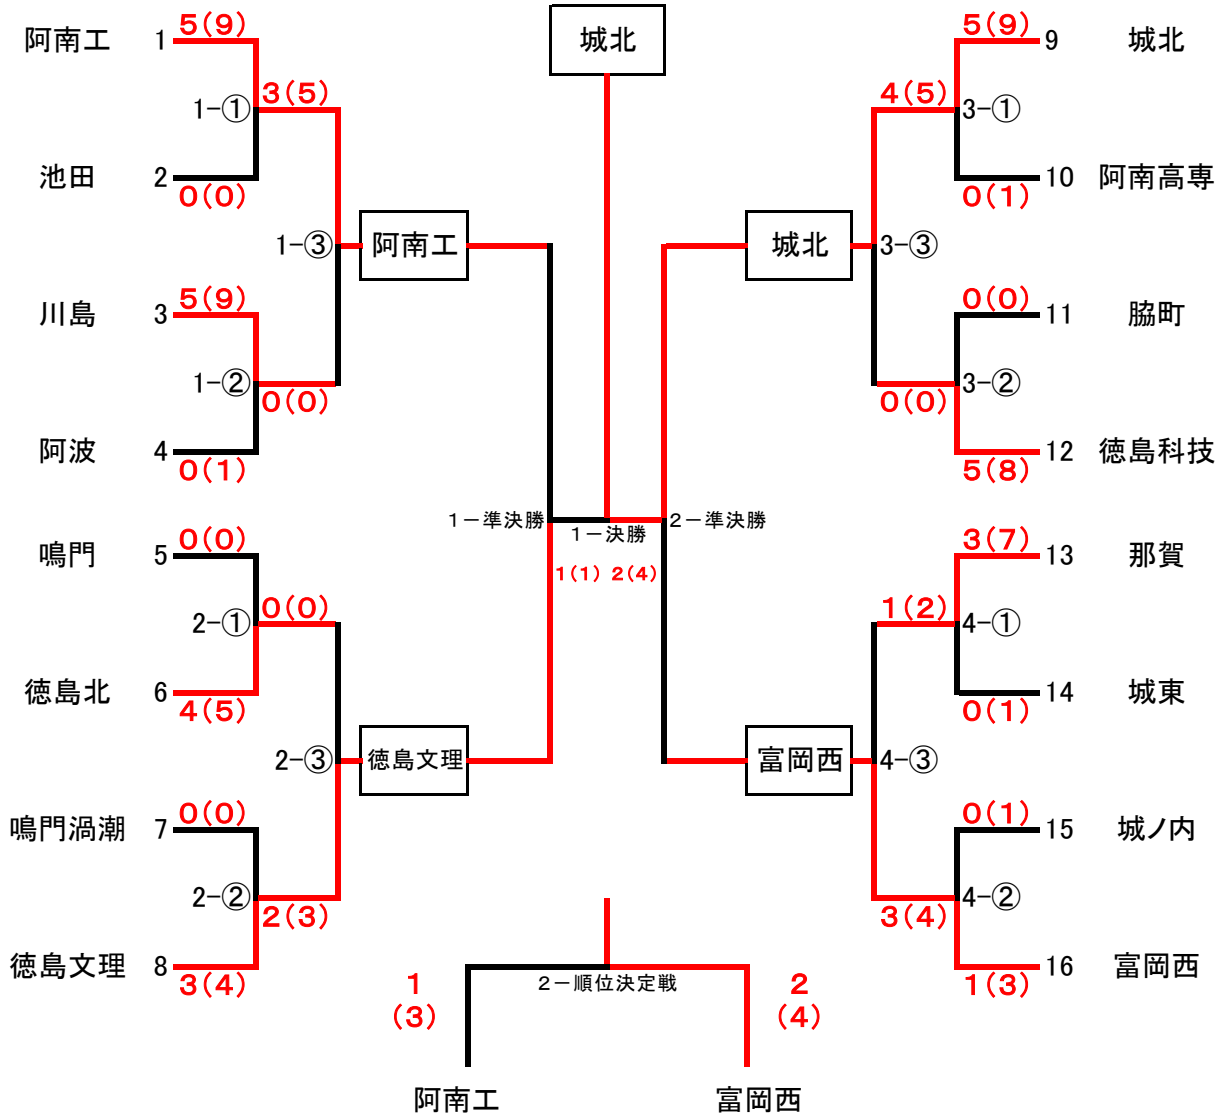 城北
阿南工 1 5(9)
1-① 3(5)
池田 2 0(0)
1-③ 阿南工
川島 3 5(9)
1-② 0(0)
阿波 4 0(1)
鳴門 5 0(0)
2-① 0(0)
徳島北 6 4(5)
2-③ 徳島文理
鳴門渦潮 7 0(0)
2-② 2(3)
徳島文理 8 3(4)
5(9) 9 城北
4(5) 3-①
0(1) 10 阿南高専
城北 3-③
0(0) 11 脇町
0(0) 3-②
5(8) 12 徳島科技
3(7) 13 那賀
1(2) 4-①
0(1) 14 城東
富岡西 4-③
0(1) 15 城ノ内
3(4) 4-②
1(3) 16 富岡西
1－準決勝 1－決勝 2－準決勝
1(1) 2(4)
2－順位決定戦
1 2
(3) (4)
阿南工 富岡西